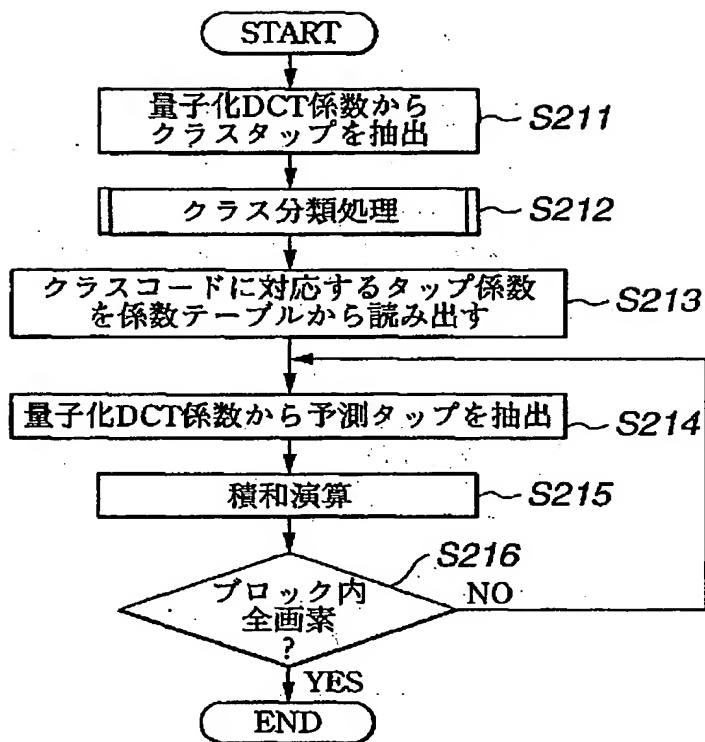 START
量子化DCT係数から
クラスタップを抽出
S211
クラス分類処理
S212
クラスコードに対応するタップ係数
を係数テーブルから読み出す
S213
量子化DCT係数から予測タップを抽出
S214
積和演算
S215
S216
ブロック内
全画素
?
NO
YES
END